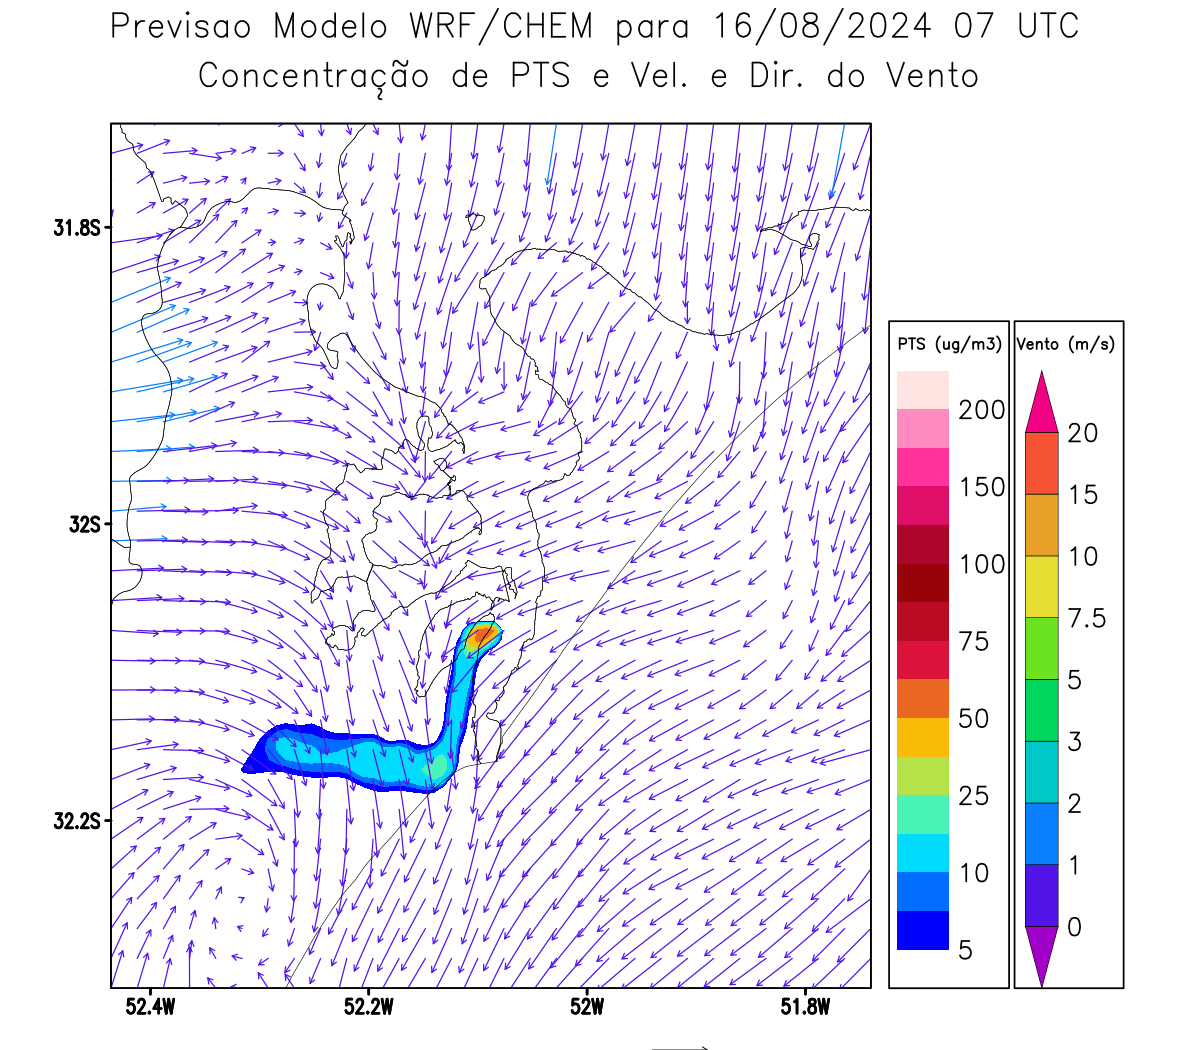 Previsao Modelo WRF/CHEM para 16/08/2024 07 UTC
Concentração de PTS e Vel. e Dir. do Vento
31.8S
32S
32.2S
52.4W
52.2W
52W
51.8W
PTS (ug/m3)
200
150
100
75
50
25
10
5
Vento (m/s)
20
15
10
7.5
5
3
2
1
0